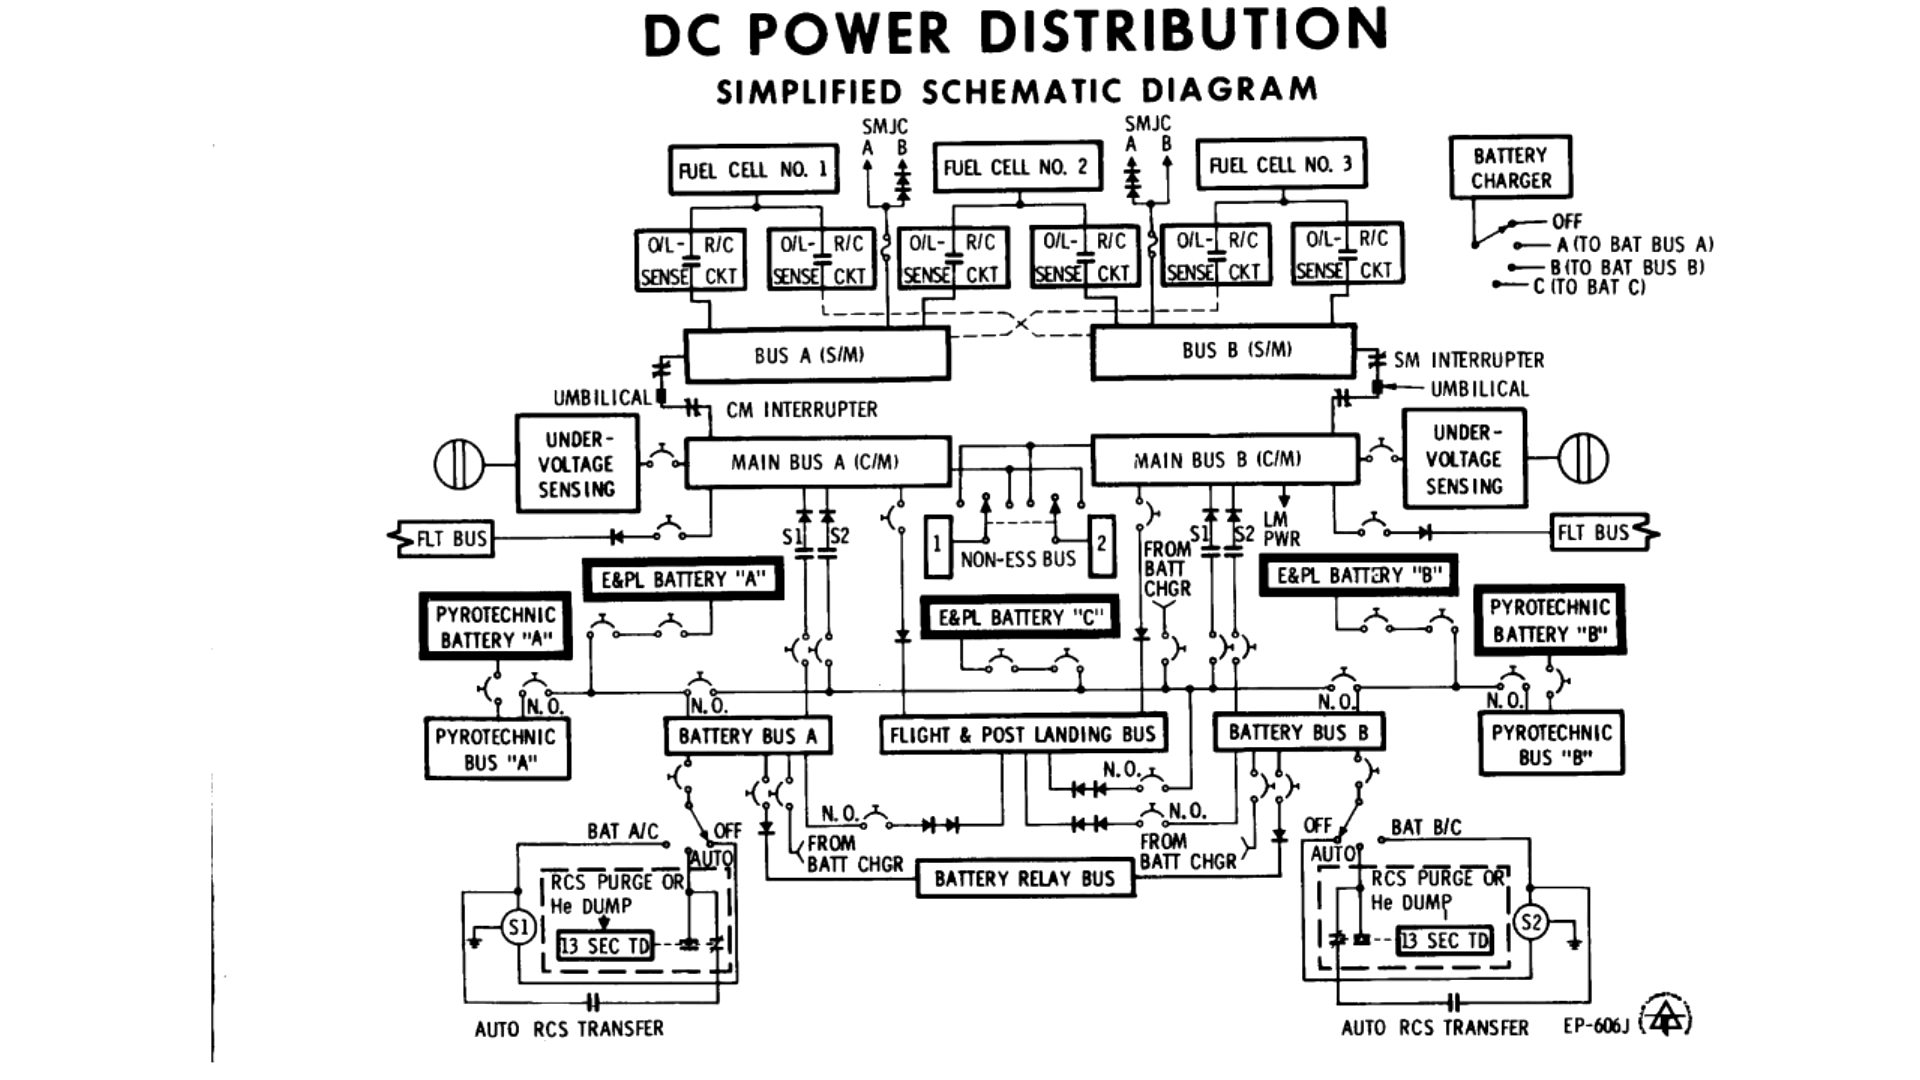 DC POWER DISTRIBUTION
SIMPLIFIED SCHEMATIC DIAGRAM
SMJC
A B
SMJC
A B
FUEL CELL NO. 1
FUEL CELL NO. 2
FUEL CELL NO. 3
BATTERY
CHARGER
OFF
A (TO BAT BUS A)
B (TO BAT BUS B)
C (TO BAT C)
O/L- R/C
SENSE CKT
O/L- R/C
SENSE CKT
O/L- R/C
SENSE CKT
O/L- R/C
SENSE CKT
O/L- R/C
SENSE CKT
O/L- R/C
SENSE CKT
BUS A (S/M)
BUS B (S/M)
SM INTERRUPTER
UMBILICAL
UMBILICAL
CM INTERRUPTER
UNDER-
VOLTAGE
SENSING
MAIN BUS A (C/M)
MAIN BUS B (C/M)
UNDER-
VOLTAGE
SENSING
FLT BUS
S1 S2
1
NON-ESS BUS
2
S1 S2
LM
PWR
FLT BUS
FROM
BATT
CHGR
E&PL BATTERY "A"
E&PL BATTERY "B"
E&PL BATTERY "C"
PYROTECHNIC
BATTERY "A"
PYROTECHNIC
BATTERY "B"
N.O.
N.O.
N.O.
N.O.
PYROTECHNIC
BUS "A"
BATTERY BUS A
FLIGHT & POST LANDING BUS
BATTERY BUS B
PYROTECHNIC
BUS "B"
N.O.
N.O.
N.O.
BAT A/C
OFF
AUTO
FROM
BATT CHGR
FROM
BATT CHGR
OFF
BAT B/C
AUTO
BATTERY RELAY BUS
RCS PURGE OR
He DUMP
S1
13 SEC TD
RCS PURGE OR
He DUMP
13 SEC TD
S2
AUTO RCS TRANSFER
AUTO RCS TRANSFER
EP-606J